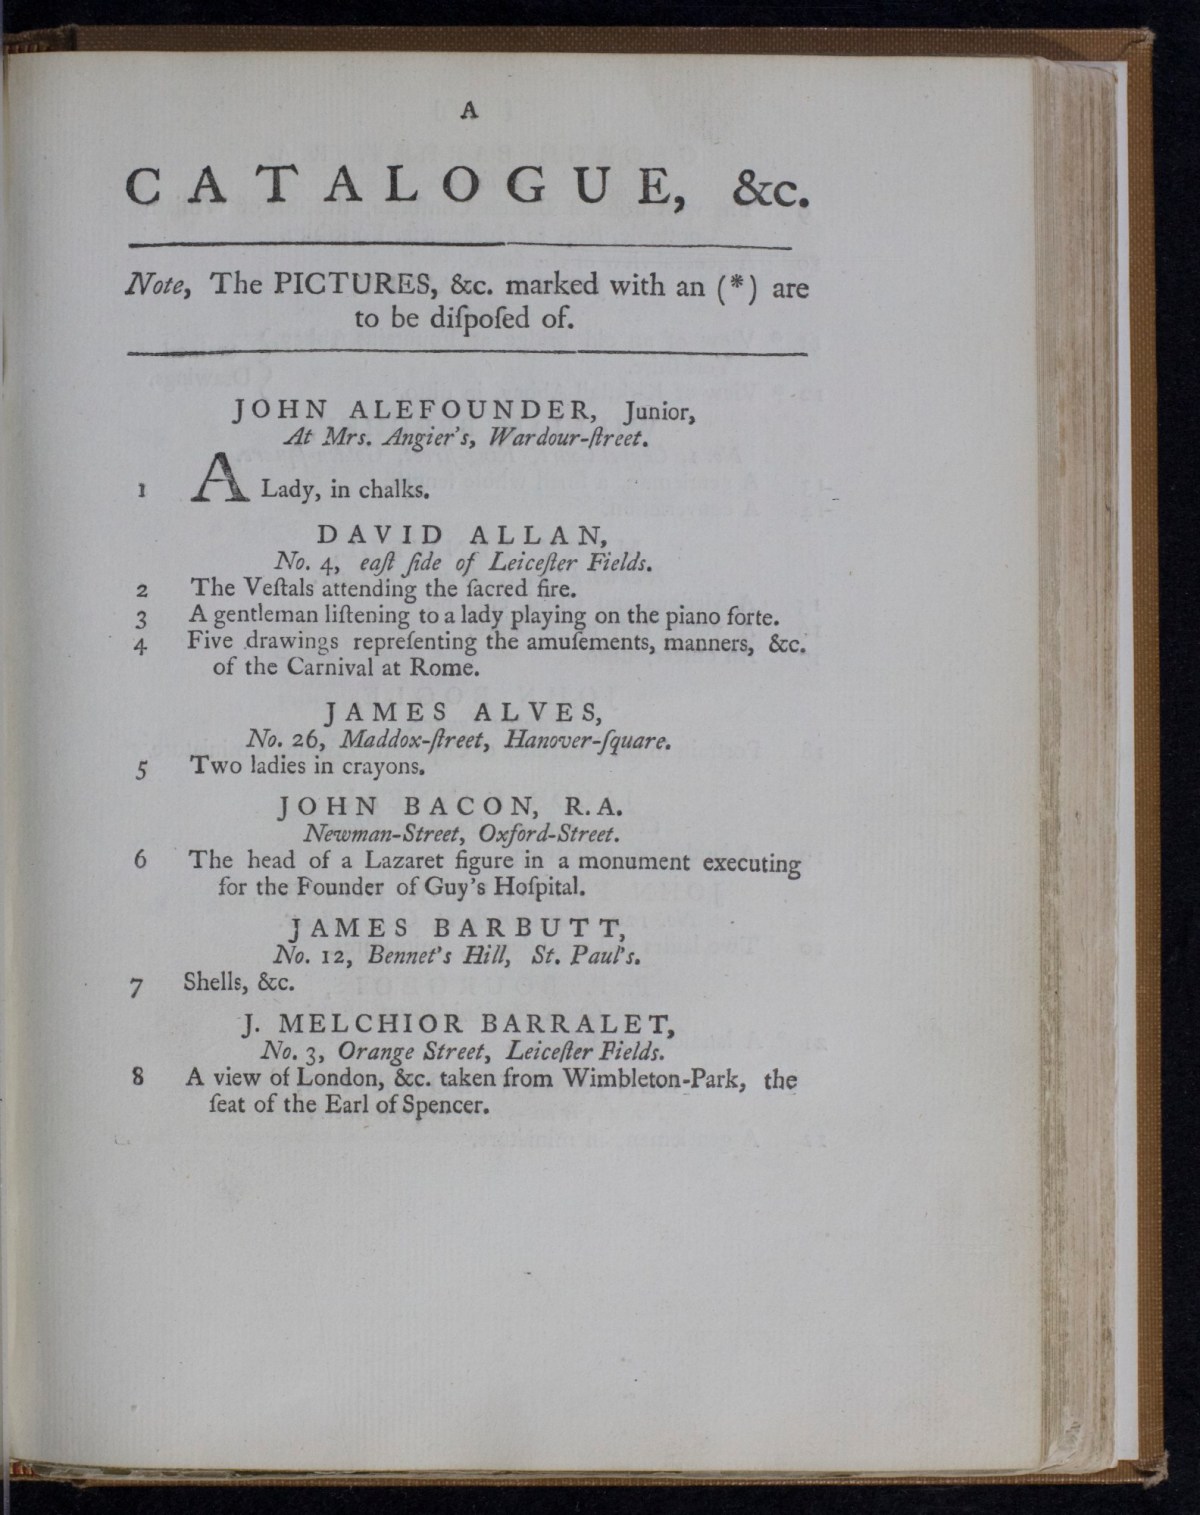 A
CATALOGUE, &c.
Note, The PICTURES, &c. marked with an (*) are
to be diſpoſed of.
JOHN ALEFOUNDER, Junior,
At Mrs. Angier's, Wardour-ſtreet.
1 A Lady, in chalks.
DAVID ALLAN,
No. 4, eaſt ſide of Leiceſter Fields.
2 The Veſtals attending the ſacred fire.
3 A gentleman liſtening to a lady playing on the piano forte.
4 Five drawings repreſenting the amuſements, manners, &c.
of the Carnival at Rome.
JAMES ALVES,
No. 26, Maddox-ſtreet, Hanover-ſquare.
5 Two ladies in crayons.
JOHN BACON, R.A.
Newman-Street, Oxford-Street.
6 The head of a Lazaret figure in a monument executing
for the Founder of Guy's Hoſpital.
JAMES BARBUTT,
No. 12, Bennet's Hill, St. Paul's.
7 Shells, &c.
J. MELCHIOR BARRALET,
No. 3, Orange Street, Leiceſter Fields.
8 A view of London, &c. taken from Wimbleton-Park, the
ſeat of the Earl of Spencer.